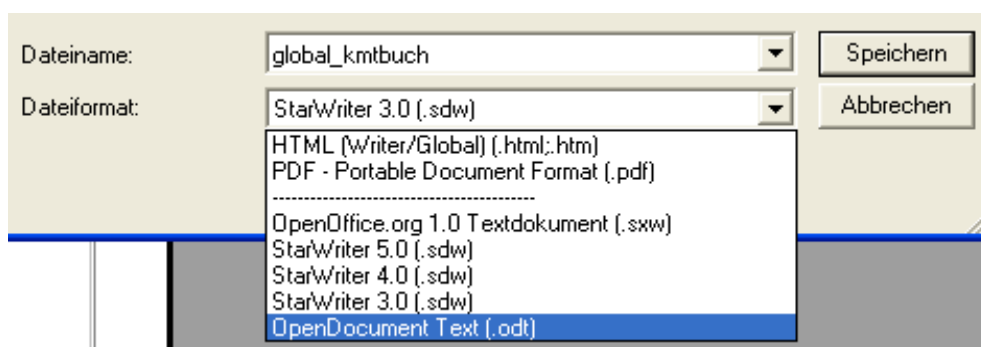 Dateiname:
global_kmtbuch
Speichern
Dateiformat:
StarWriter 3.0 (.sdw)
Abbrechen
HTML (Writer/Global) (.html;.htm)
PDF - Portable Document Format (.pdf)
------------------------------------------
OpenOffice.org 1.0 Textdokument (.sxw)
StarWriter 5.0 (.sdw)
StarWriter 4.0 (.sdw)
StarWriter 3.0 (.sdw)
OpenDocument Text (.odt)